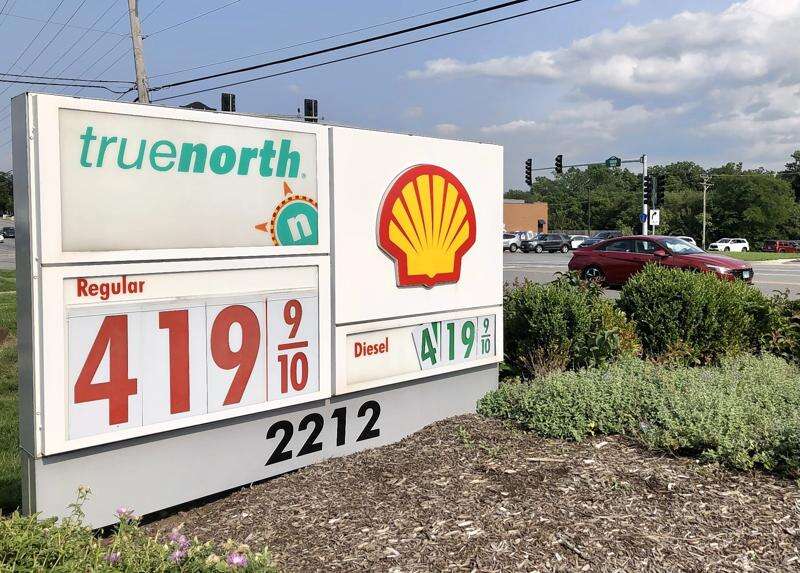 truenorth®
n
Regular
419 9/10
Diesel
419 9/10
2212